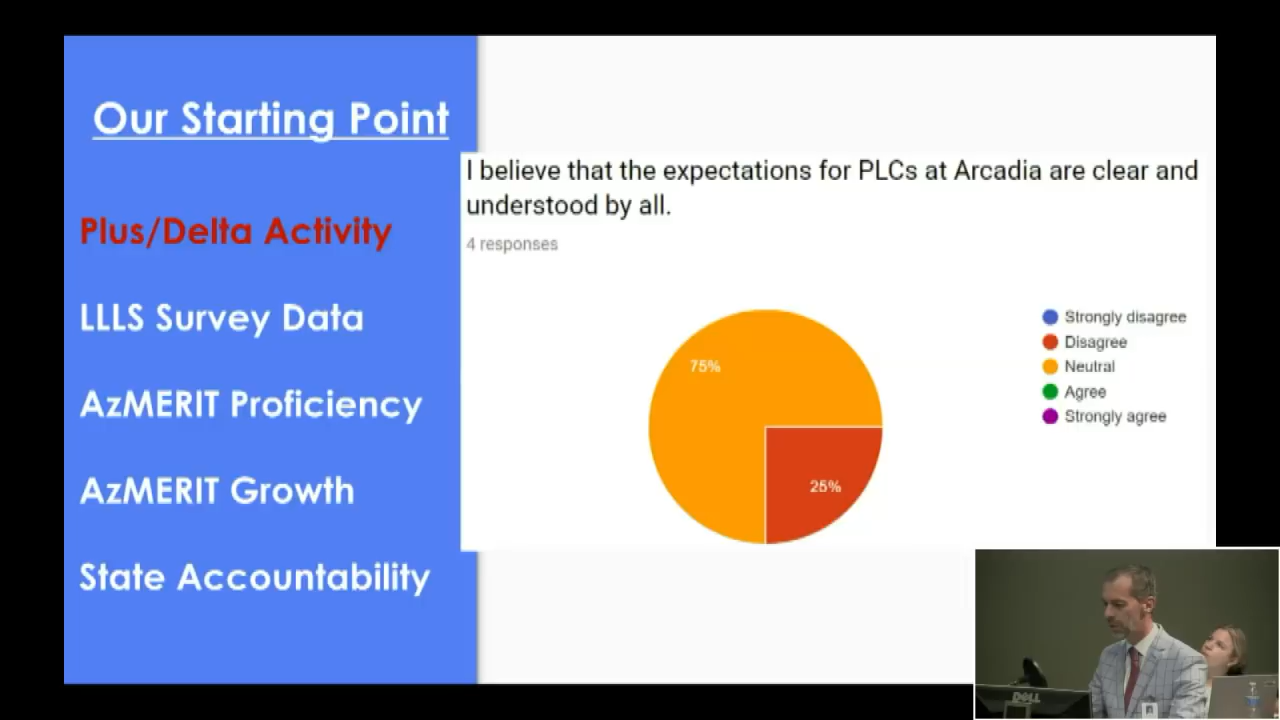 Our Starting Point
Plus/Delta Activity
LLLS Survey Data
AzMERIT Proficiency
AzMERIT Growth
State Accountability
I believe that the expectations for PLCs at Arcadia are clear and
understood by all.
4 responses
75%
25%
Strongly disagree
Disagree
Neutral
Agree
Strongly agree
DELL